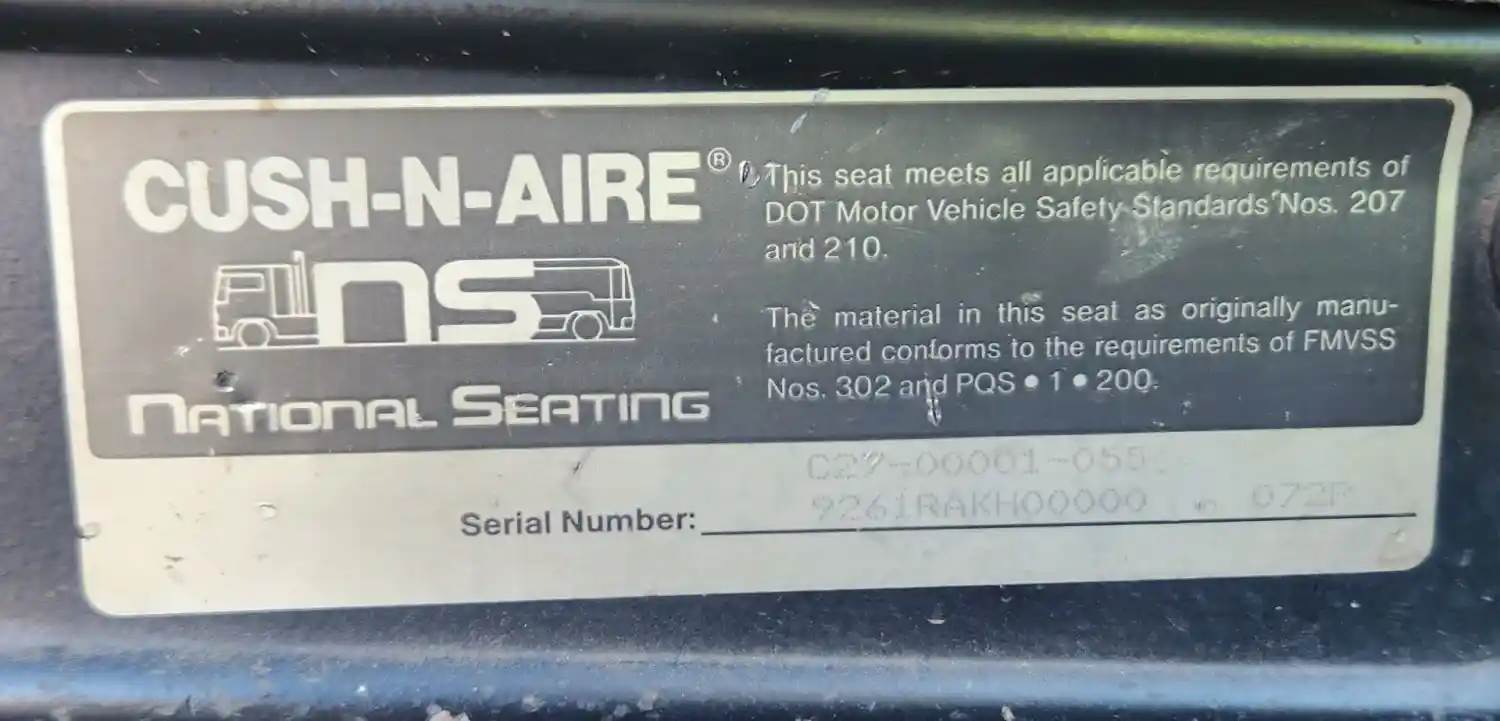 CUSH-N-AIRE®
NS
NATIONAL SEATING
This seat meets all applicable requirements of
DOT Motor Vehicle Safety Standards Nos. 207
and 210.
The material in this seat as originally manu-
factured conforms to the requirements of FMVSS
Nos. 302 and PQS • 1 • 200.
C27-00001-055
Serial Number: 9261RAKH00000 072P